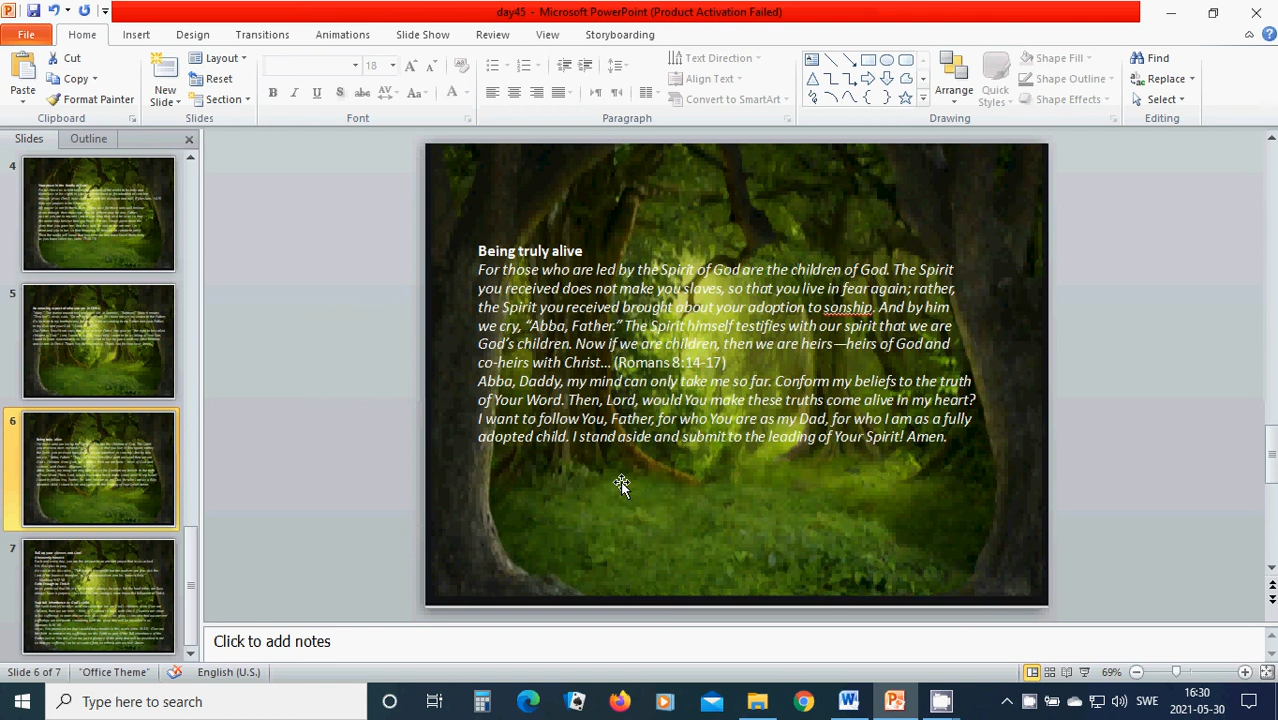 day45 - Microsoft PowerPoint (Product Activation Failed)
File Home Insert Design Transitions Animations Slide Show Review View Storyboarding
Paste
Cut
Copy
Format Painter
Clipboard
New Slide
Layout
Reset
Section
Slides
18
Font
Text Direction
Align Text
Convert to SmartArt
Paragraph
Arrange
Quick Styles
Shape Fill
Shape Outline
Shape Effects
Drawing
Find
Replace
Select
Editing
Slides Outline
4
5
6
7
Being truly alive
For those who are led by the Spirit of God are the children of God. The Spirit
you received does not make you slaves, so that you live in fear again; rather,
the Spirit you received brought about your adoption to sonship. And by him
we cry, “Abba, Father.” The Spirit himself testifies with our spirit that we are
God’s children. Now if we are children, then we are heirs—heirs of God and
co-heirs with Christ… (Romans 8:14-17)
Abba, Daddy, my mind can only take me so far. Conform my beliefs to the truth
of Your Word. Then, Lord, would You make these truths come alive in my heart?
I want to follow You, Father, for who You are as my Dad, for who I am as a fully
adopted child. I stand aside and submit to the leading of Your Spirit! Amen.
Click to add notes
Slide 6 of 7 "Office Theme" English (U.S.) 69%
Type here to search
SWE
16:30
2021-05-30